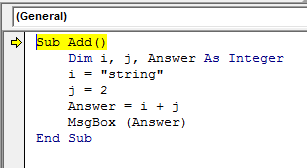 (General)
Sub Add()
Dim i, j, Answer As Integer
i = "string"
j = 2
Answer = i + j
MsgBox (Answer)
End Sub